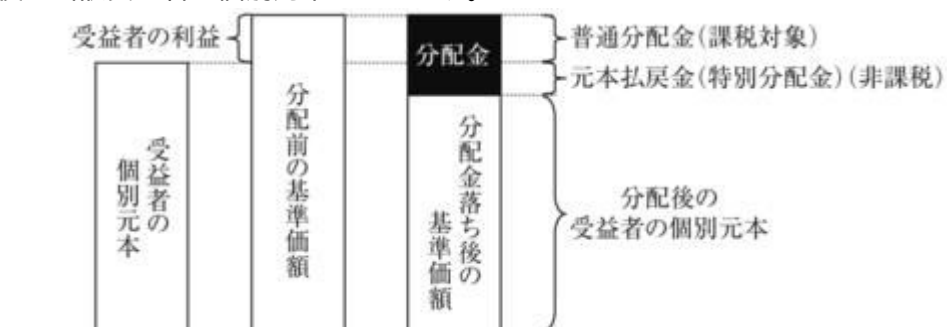 受益者の利益
分配金
普通分配金(課税対象)
元本払戻金(特別分配金)(非課税)
受益者の
個別元本
分配前の基準価額
分配金落ち後の
基準価額
分配後の
受益者の個別元本